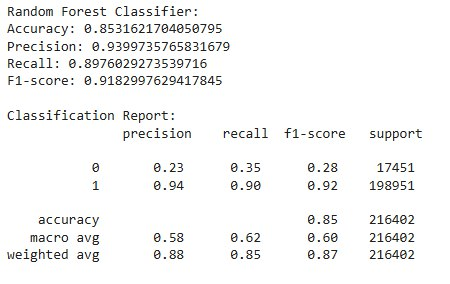 Random Forest Classifier:
Accuracy: 0.8531621704050795
Precision: 0.9399735765831679
Recall: 0.8976029273539716
F1-score: 0.9182997629417845
Classification Report:
precision recall f1-score support
0 0.23 0.35 0.28 17451
1 0.94 0.90 0.92 198951
accuracy 0.85 216402
macro avg 0.58 0.62 0.60 216402
weighted avg 0.88 0.85 0.87 216402